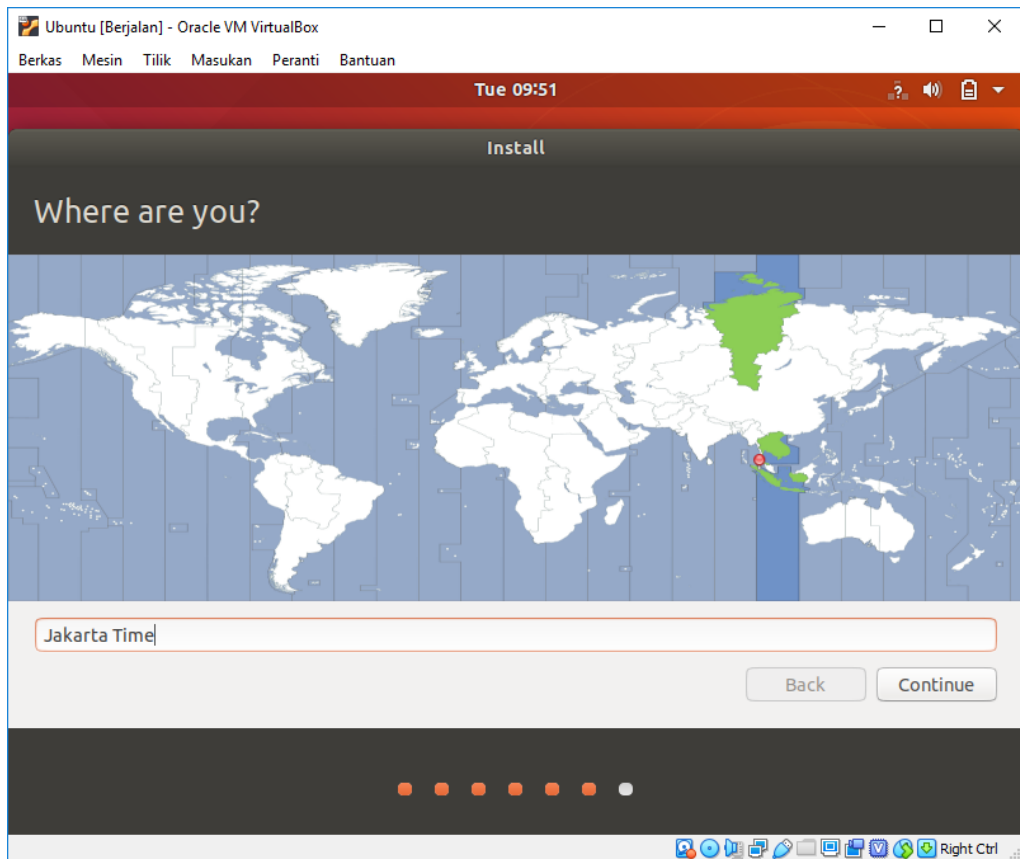 Ubuntu [Berjalan] - Oracle VM VirtualBox
Berkas Mesin Tilik Masukan Peranti Bantuan
Tue 09:51
?
Install
Where are you?
Jakarta Time
Back Continue
V Right Ctrl